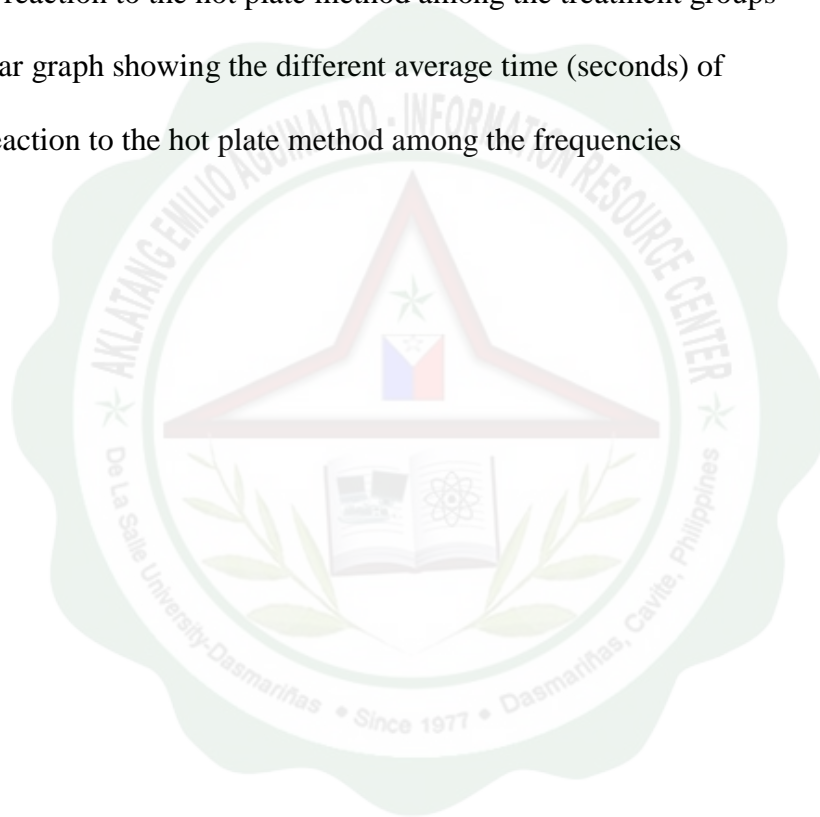 reaction to the hot plate method among the treatment groups
ar graph showing the different average time (seconds) of
eaction to the hot plate method among the frequencies
AKLATANG EMILIO AGUINALDO - INFORMATION RESOURCE CENTER
De La Salle University-Dasmariñas • Since 1977 • Dasmariñas, Cavite, Philippines